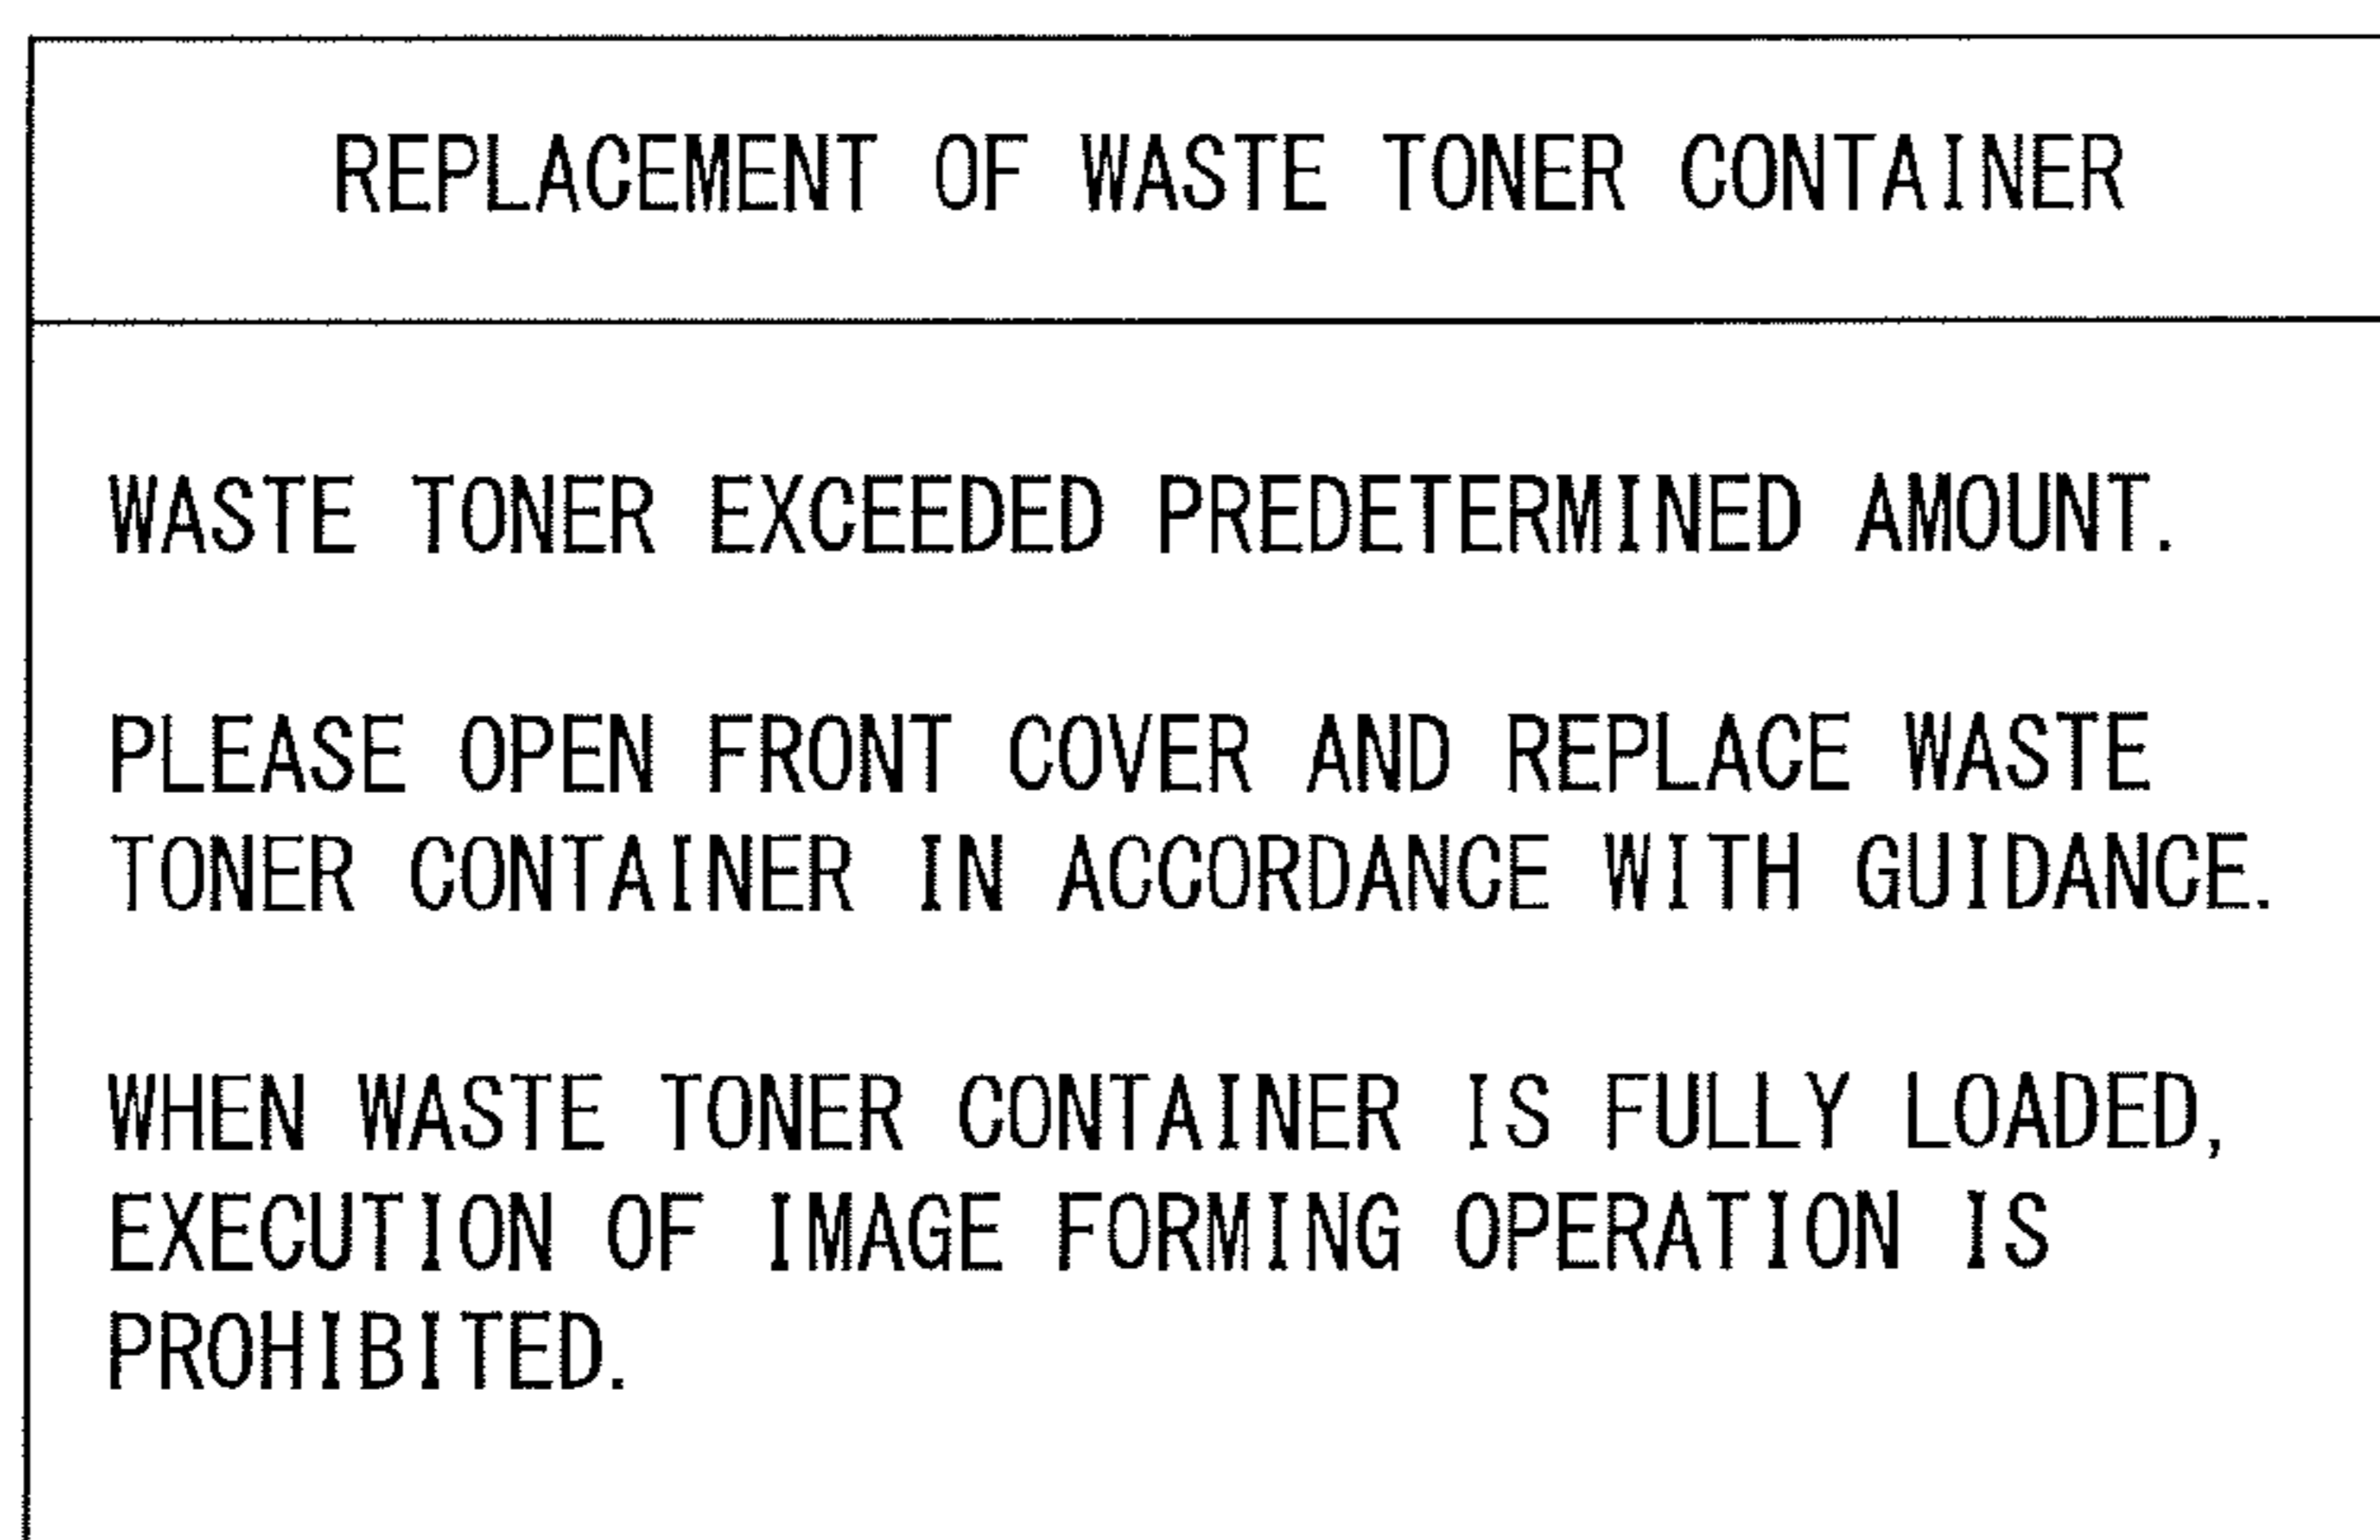 REPLACEMENT OF WASTE TONER CONTAINER
WASTE TONER EXCEEDED PREDETERMINED AMOUNT.
PLEASE OPEN FRONT COVER AND REPLACE WASTE
TONER CONTAINER IN ACCORDANCE WITH GUIDANCE.
WHEN WASTE TONER CONTAINER IS FULLY LOADED,
EXECUTION OF IMAGE FORMING OPERATION IS
PROHIBITED.